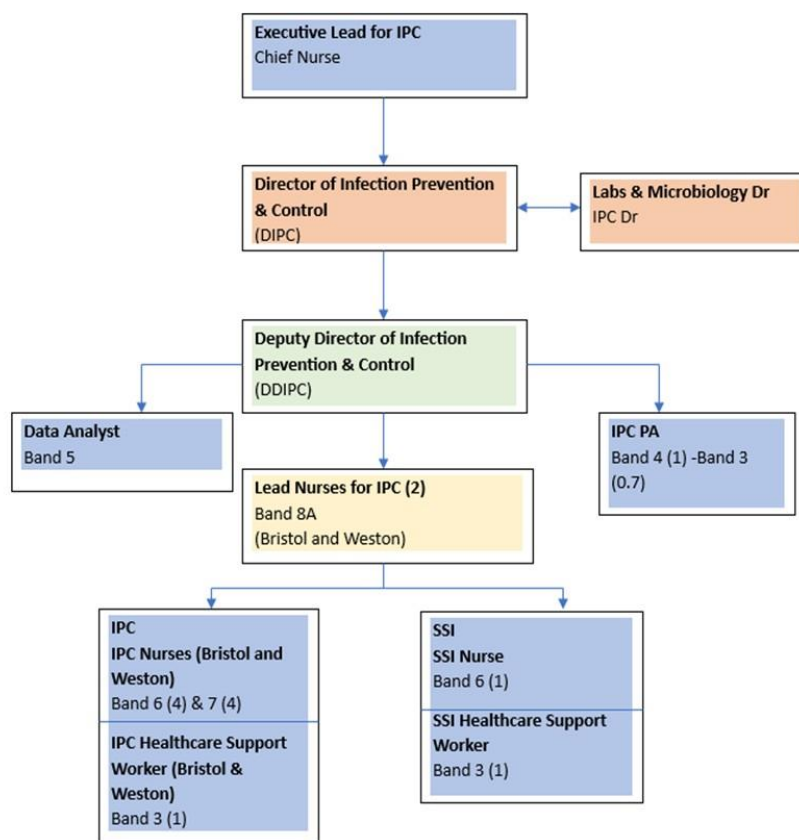 Executive Lead for IPC
Chief Nurse
Director of Infection Prevention
& Control
(DIPC)
Labs & Microbiology Dr
IPC Dr
Deputy Director of Infection
Prevention & Control
(DDIPC)
Data Analyst
Band 5
IPC PA
Band 4 (1) -Band 3
(0.7)
Lead Nurses for IPC (2)
Band 8A
(Bristol and Weston)
IPC
IPC Nurses (Bristol and
Weston)
Band 6 (4) & 7 (4)
IPC Healthcare Support
Worker (Bristol &
Weston)
Band 3 (1)
SSI
SSI Nurse
Band 6 (1)
SSI Healthcare Support
Worker
Band 3 (1)